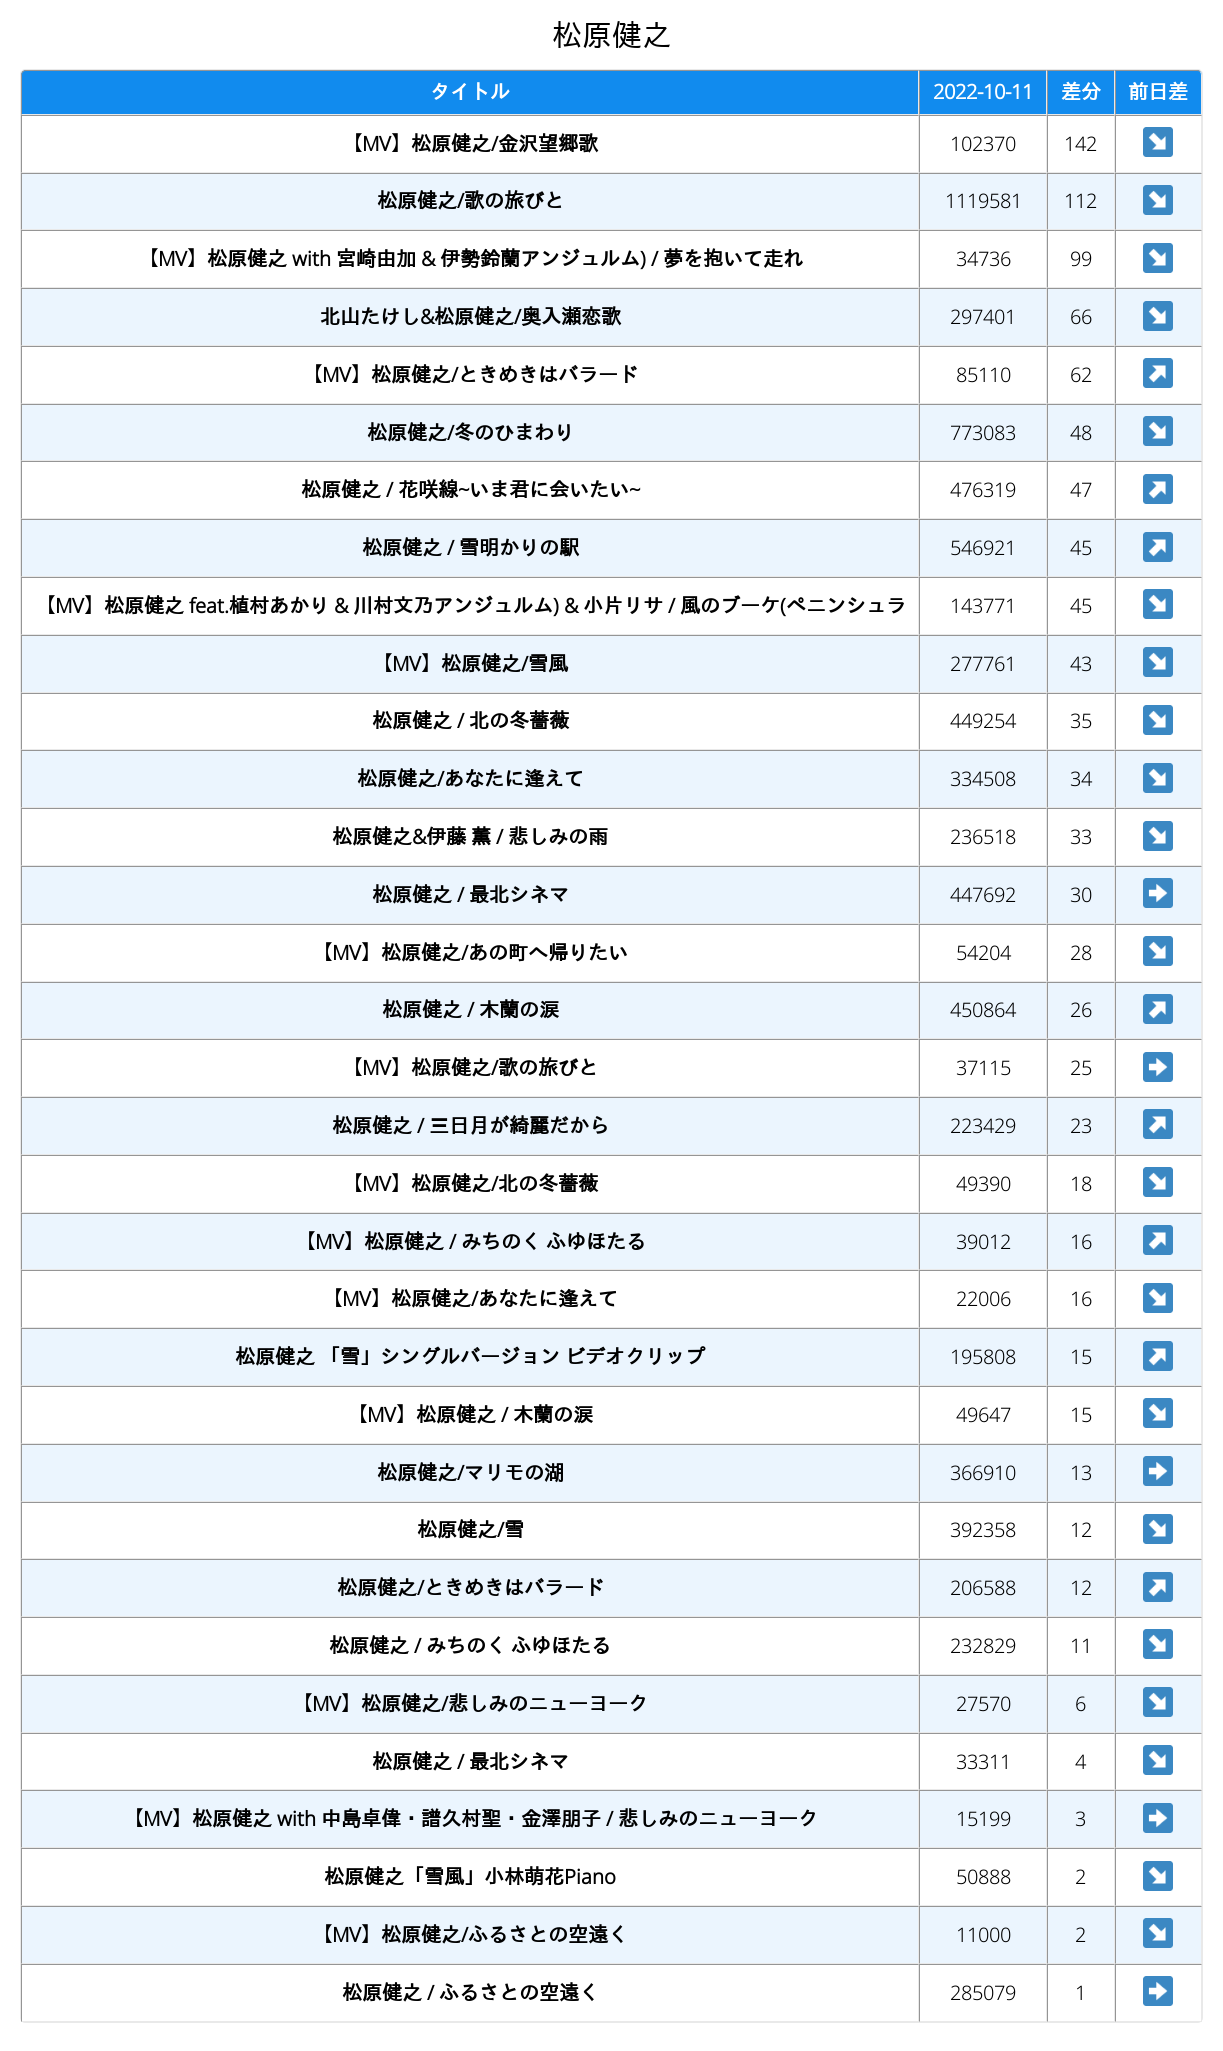 松原健之
タイトル 2022-10-11 差分 前日差
【MV】松原健之/金沢望郷歌 102370 142 ↘
松原健之/歌の旅びと 1119581 112 ↘
【MV】松原健之 with 宮崎由加 & 伊勢鈴蘭アンジュルム) / 夢を抱いて走れ 34736 99 ↘
北山たけし&松原健之/奥入瀬恋歌 297401 66 ↘
【MV】松原健之/ときめきはバラード 85110 62 ↗
松原健之/冬のひまわり 773083 48 ↘
松原健之 / 花咲線~いま君に会いたい~ 476319 47 ↗
松原健之 / 雪明かりの駅 546921 45 ↗
【MV】松原健之 feat.植村あかり & 川村文乃アンジュルム) & 小片リサ / 風のブーケ(ペニンシュラ 143771 45 ↘
【MV】松原健之/雪風 277761 43 ↘
松原健之 / 北の冬薔薇 449254 35 ↘
松原健之/あなたに逢えて 334508 34 ↘
松原健之&伊藤 薫 / 悲しみの雨 236518 33 ↘
松原健之 / 最北シネマ 447692 30 ➡
【MV】松原健之/あの町へ帰りたい 54204 28 ↘
松原健之 / 木蘭の涙 450864 26 ↗
【MV】松原健之/歌の旅びと 37115 25 ➡
松原健之 / 三日月が綺麗だから 223429 23 ↗
【MV】松原健之/北の冬薔薇 49390 18 ↘
【MV】松原健之 / みちのく ふゆほたる 39012 16 ↗
【MV】松原健之/あなたに逢えて 22006 16 ↘
松原健之 「雪」シングルバージョン ビデオクリップ 195808 15 ↗
【MV】松原健之 / 木蘭の涙 49647 15 ↘
松原健之/マリモの湖 366910 13 ➡
松原健之/雪 392358 12 ↘
松原健之/ときめきはバラード 206588 12 ↗
松原健之 / みちのく ふゆほたる 232829 11 ↘
【MV】松原健之/悲しみのニューヨーク 27570 6 ↘
松原健之 / 最北シネマ 33311 4 ↘
【MV】松原健之 with 中島卓偉・譜久村聖・金澤朋子 / 悲しみのニューヨーク 15199 3 ➡
松原健之「雪風」小林萌花Piano 50888 2 ↘
【MV】松原健之/ふるさとの空遠く 11000 2 ↘
松原健之 / ふるさとの空遠く 285079 1 ➡